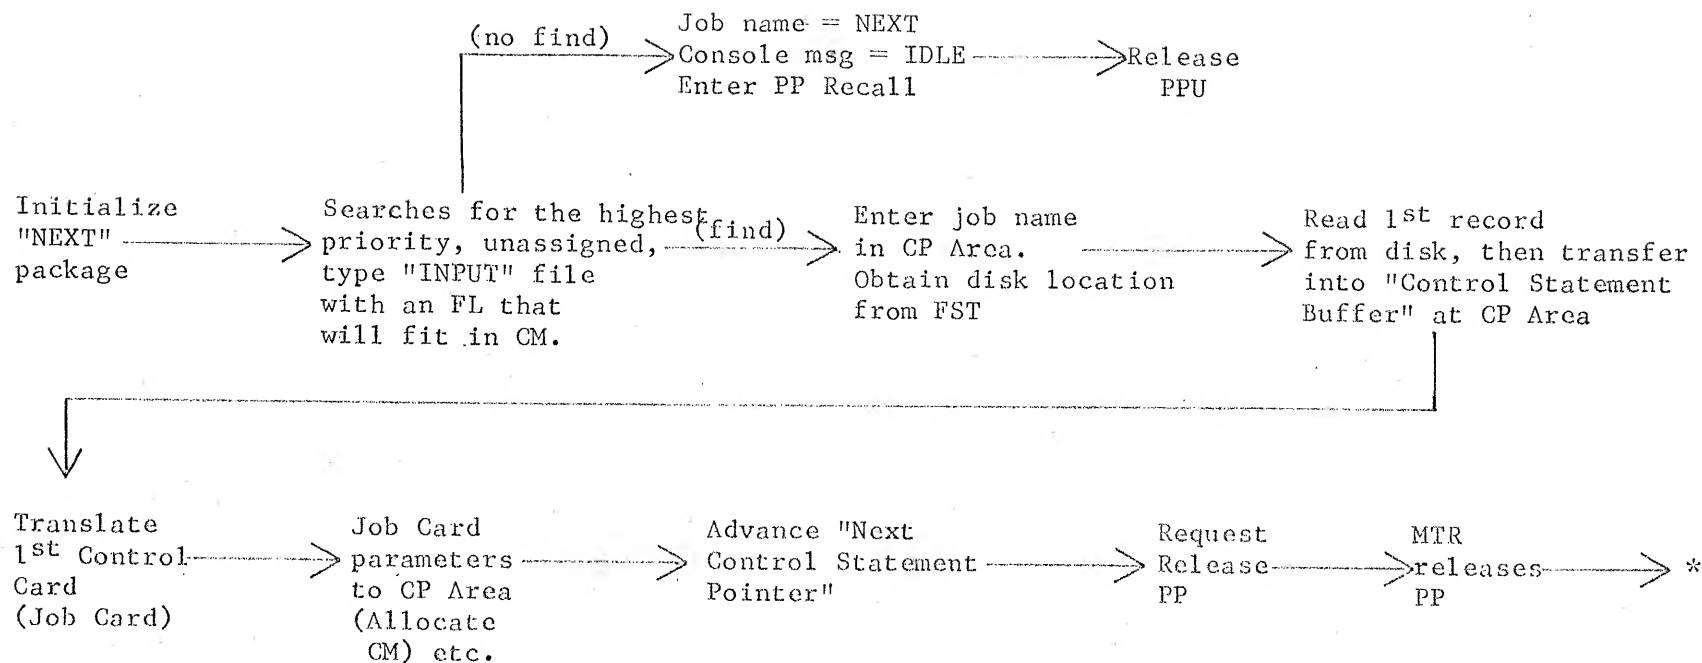 (no find)
Job name = NEXT
Console msg = IDLE
Enter PP Recall
Release
PPU
Initialize
"NEXT"
package
Searches for the highest
priority, unassigned,
type "INPUT" file
with an FL that
will fit in CM.
(find)
Enter job name
in CP Area.
Obtain disk location
from FST
Read 1st record
from disk, then transfer
into "Control Statement
Buffer" at CP Area
Translate
1st Control
Card
(Job Card)
Job Card
parameters
to CP Area
(Allocate
CM) etc.
Advance "Next
Control Statement
Pointer"
Request
Release
PP
MTR
releases
PP
*